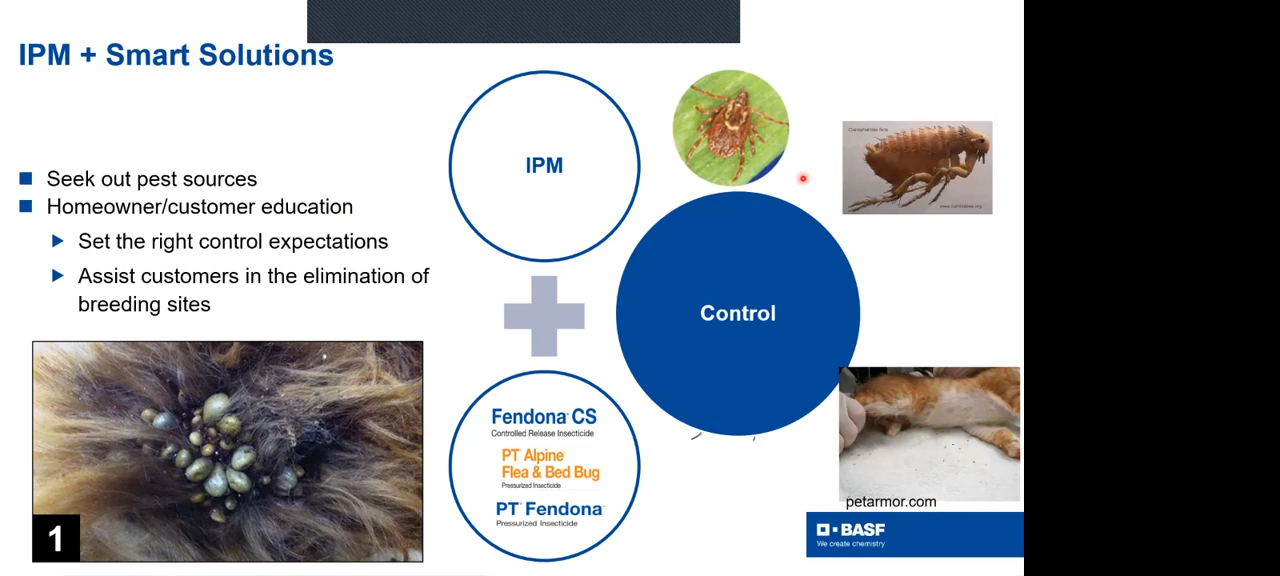 IPM + Smart Solutions
Seek out pest sources
Homeowner/customer education
Set the right control expectations
Assist customers in the elimination of
breeding sites
1
IPM
Fendona® CS
Controlled Release Insecticide
PT® Alpine®
Flea & Bed Bug
Pressurized Insecticide
PT® Fendona
Pressurized Insecticide
Control
petarmor.com
BASF
We create chemistry